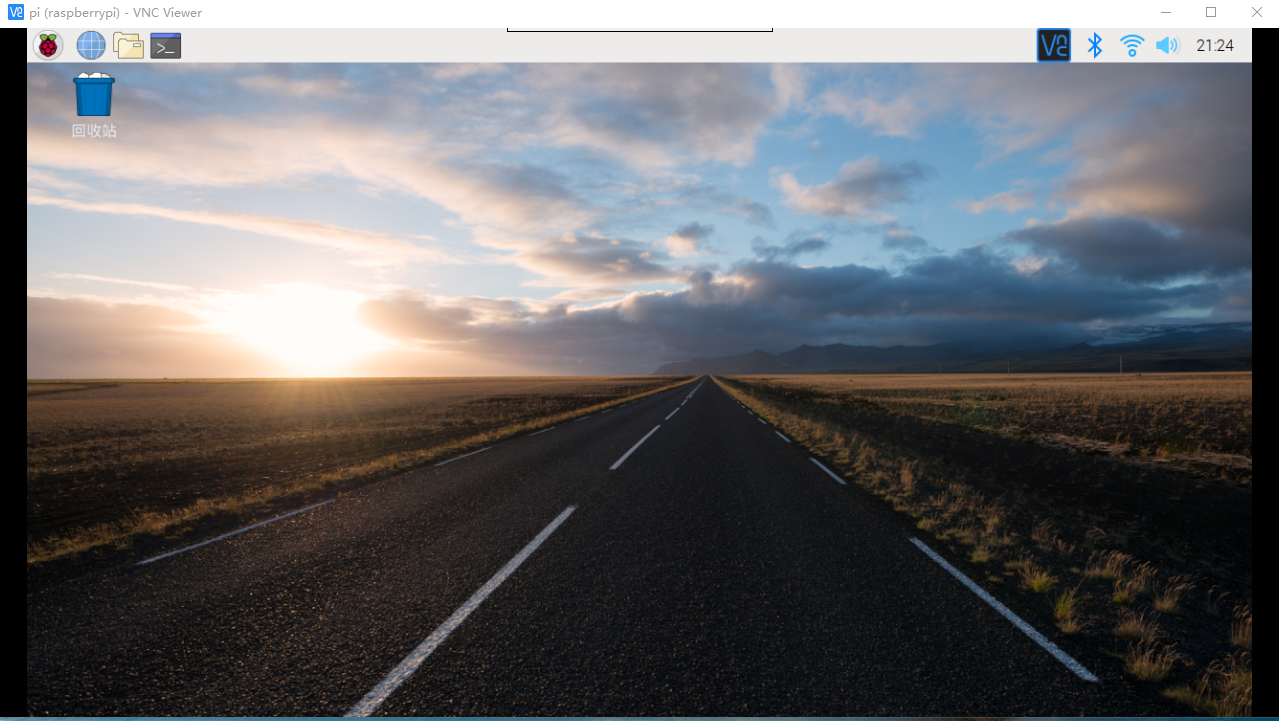 pi (raspberrypi) - VNC Viewer
21:24
回收站